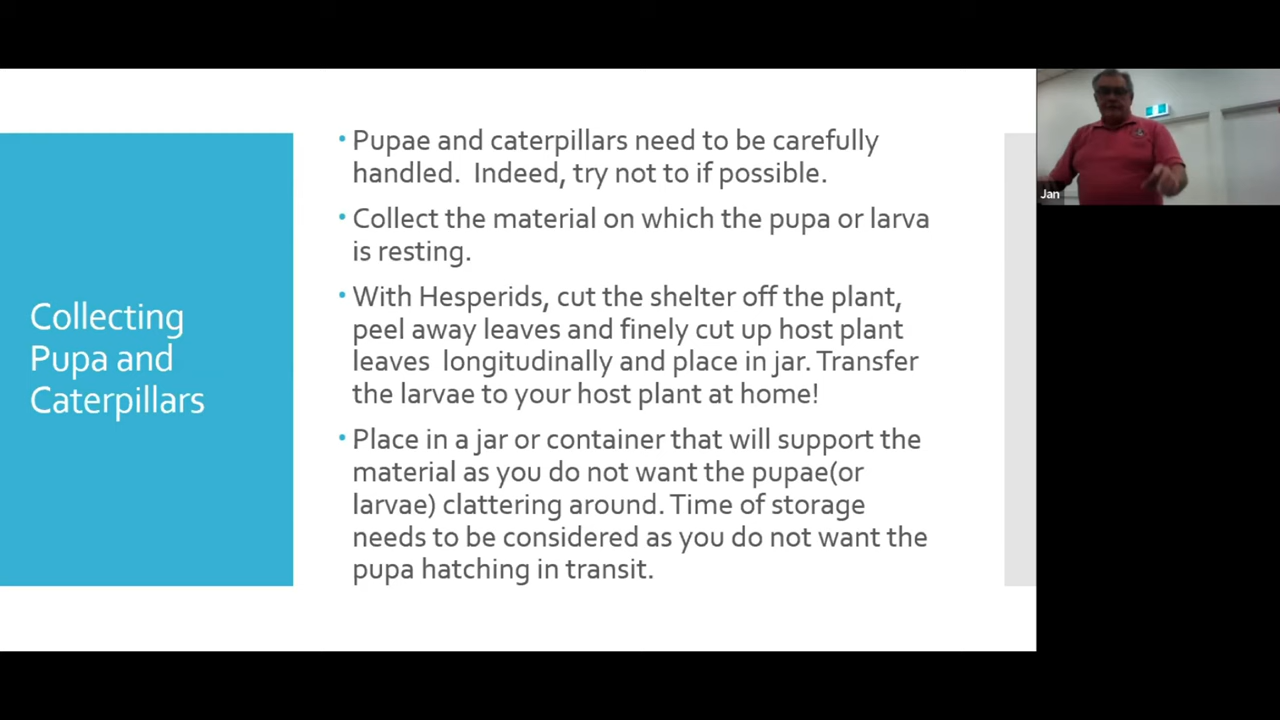 Collecting
Pupa and
Caterpillars
• Pupae and caterpillars need to be carefully
handled. Indeed, try not to if possible.
• Collect the material on which the pupa or larva
is resting.
• With Hesperids, cut the shelter off the plant,
peel away leaves and finely cut up host plant
leaves longitudinally and place in jar. Transfer
the larvae to your host plant at home!
• Place in a jar or container that will support the
material as you do not want the pupae(or
larvae) clattering around. Time of storage
needs to be considered as you do not want the
pupa hatching in transit.
Jan